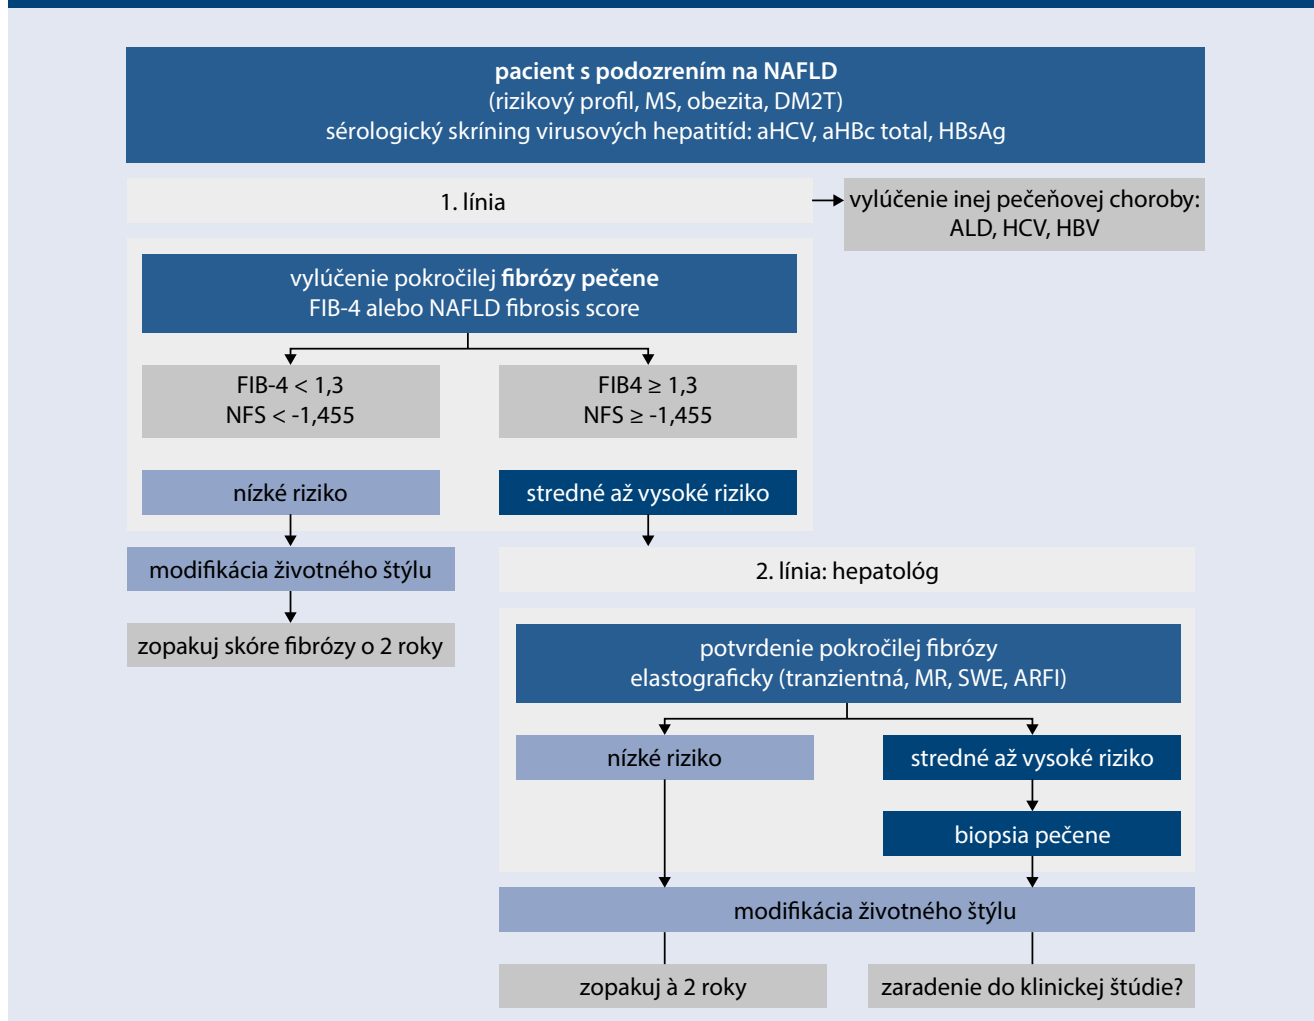 pacient s podozrením na NAFLD
(rizikový profil, MS, obezita, DM2T)
sérologický skríning virusových hepatitíd: aHCV, aHBc total, HBsAg
1. línia
vylúčenie inej pečeňovej choroby:
ALD, HCV, HBV
vylúčenie pokročilej fibrózy pečene
FIB-4 alebo NAFLD fibrosis score
FIB-4 < 1,3
NFS < -1,455
FIB4 ≥ 1,3
NFS ≥ -1,455
nízké riziko
stredné až vysoké riziko
modifikácia životného štýlu
2. línia: hepatológ
zopakuj skóre fibrózy o 2 roky
potvrdenie pokročilej fibrózy
elastograficky (tranzientná, MR, SWE, ARFI)
nízké riziko
stredné až vysoké riziko
biopsia pečene
modifikácia životného štýlu
zopakuj à 2 roky
zaradenie do klinickej štúdie?